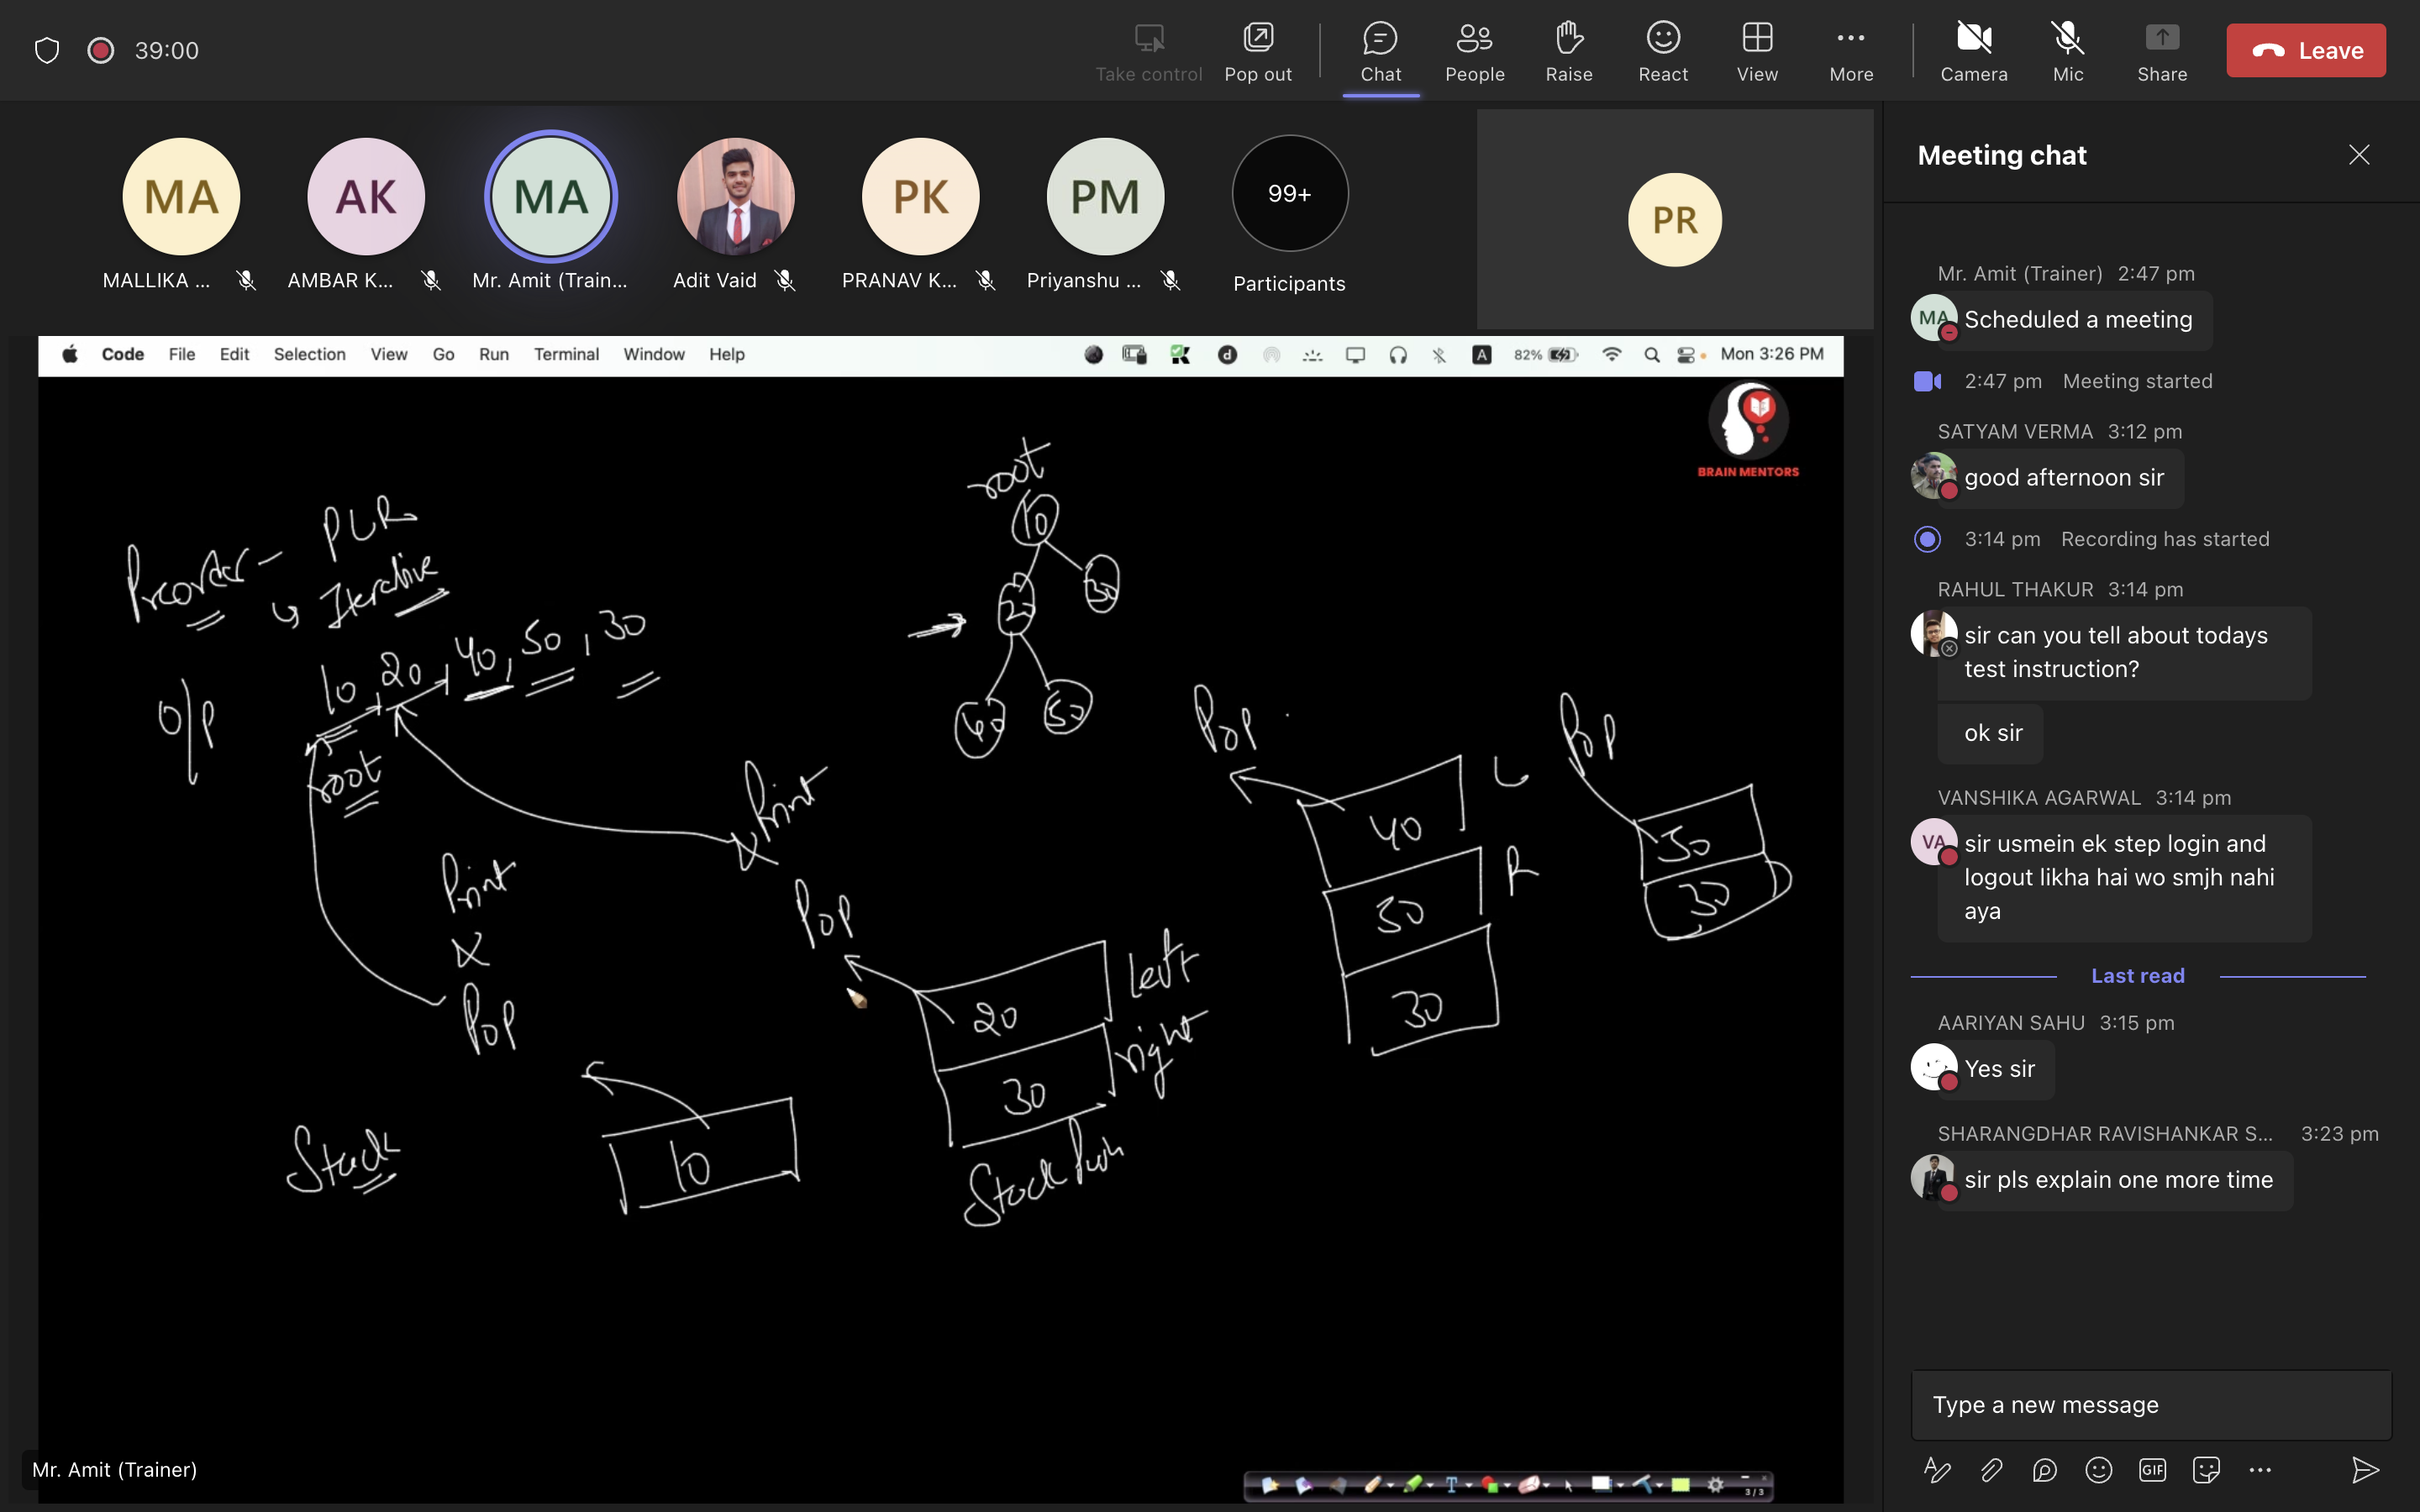 39:00
Take control
Pop out
Chat
People
Raise
React
View
More
Camera
Mic
Share
Leave
MA
AK
MA
PK
PM
99+
PR
MALLIKA ...
AMBAR K...
Mr. Amit (Train...
Adit Vaid
PRANAV K...
Priyanshu ...
Participants
Code File Edit Selection View Go Run Terminal Window Help
d
A
82%
Mon 3:26 PM
BRAIN MENTORS
root
10
20
30
40
50
Preorder - PLR
Iterative
O/P
10, 20, 40, 50, 30
root
Print
Pop
Stack
10
Print
Pop
20
left
30
right
Stack Push
Pop
40
L
50
R
30
Pop
50
30
Mr. Amit (Trainer)
T
3/3
Meeting chat
Mr. Amit (Trainer) 2:47 pm
MA
Scheduled a meeting
2:47 pm Meeting started
SATYAM VERMA 3:12 pm
good afternoon sir
3:14 pm Recording has started
RAHUL THAKUR 3:14 pm
sir can you tell about todays
test instruction?
ok sir
VANSHIKA AGARWAL 3:14 pm
VA
sir usmein ek step login and
logout likha hai wo smjh nahi
aya
Last read
AARIYAN SAHU 3:15 pm
Yes sir
SHARANGDHAR RAVISHANKAR S... 3:23 pm
sir pls explain one more time
Type a new message
GIF